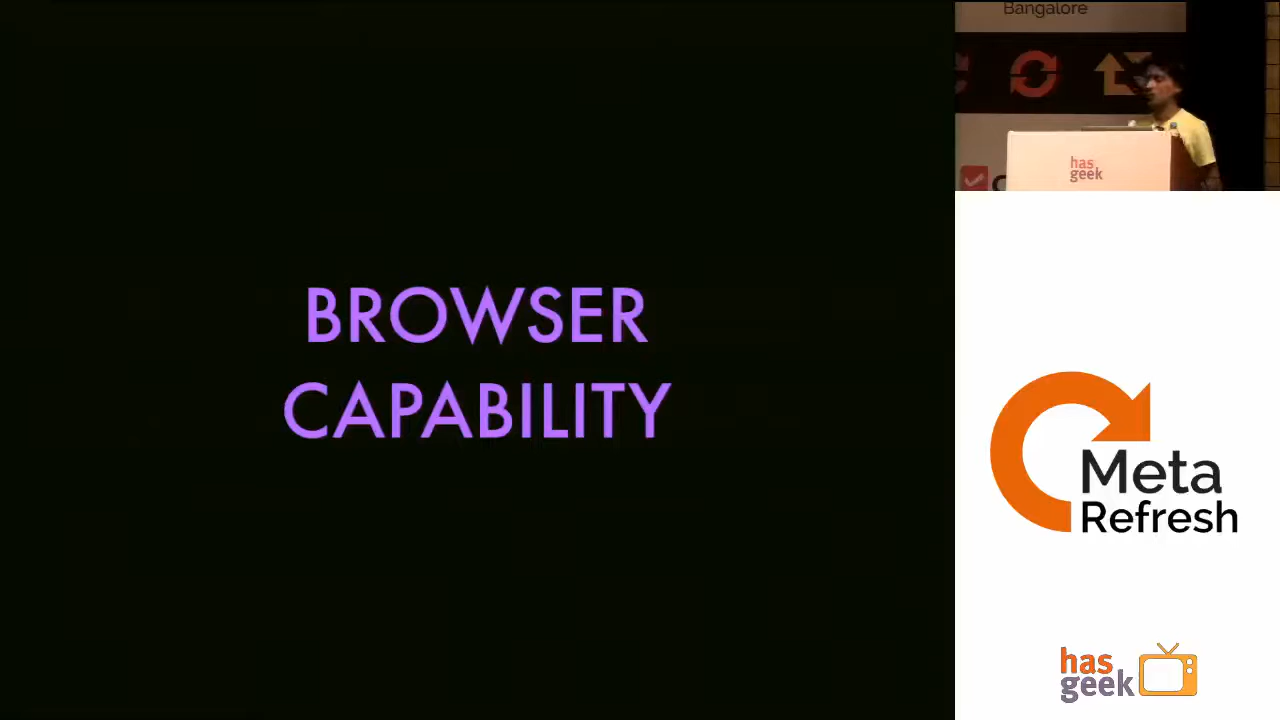 BROWSER
CAPABILITY
Bangalore
has
geek
Meta
Refresh
has
geek